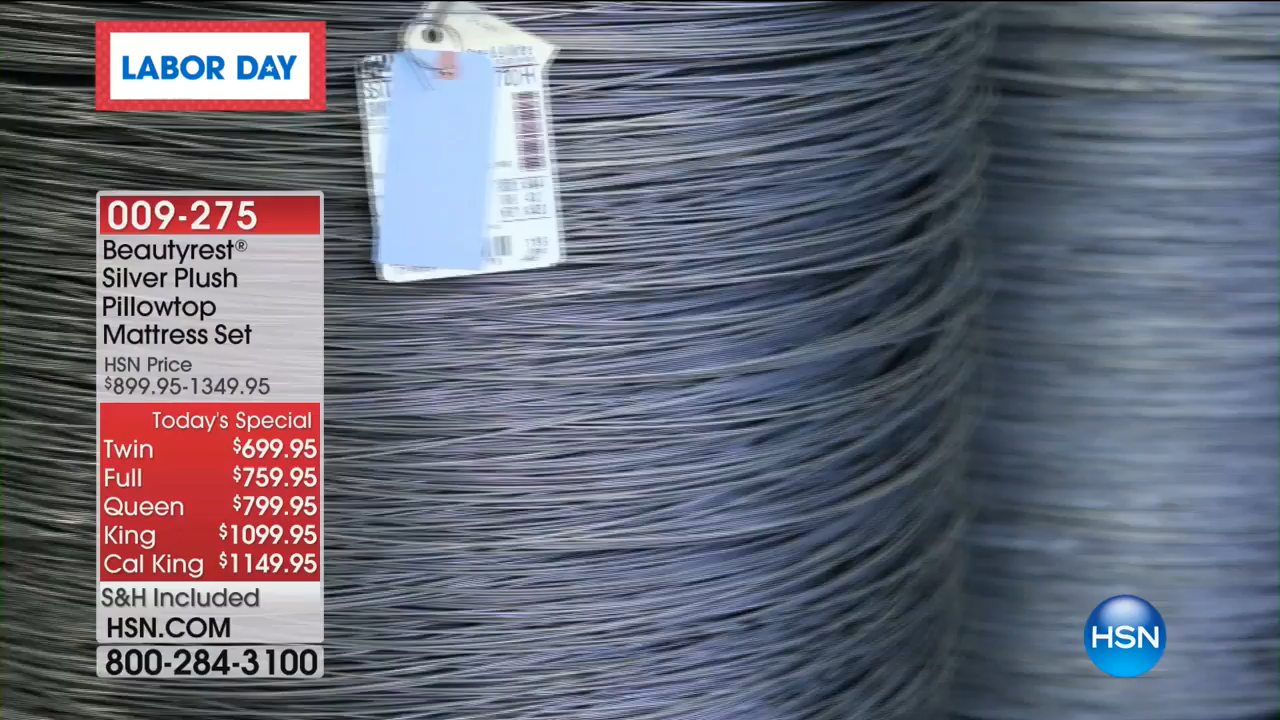 LABOR DAY
009-275
Beautyrest®
Silver Plush
Pillowtop
Mattress Set
HSN Price
$899.95-1349.95
Today's Special
Twin $699.95
Full $759.95
Queen $799.95
King $1099.95
Cal King $1149.95
S&H Included
HSN.COM
800-284-3100
HSN